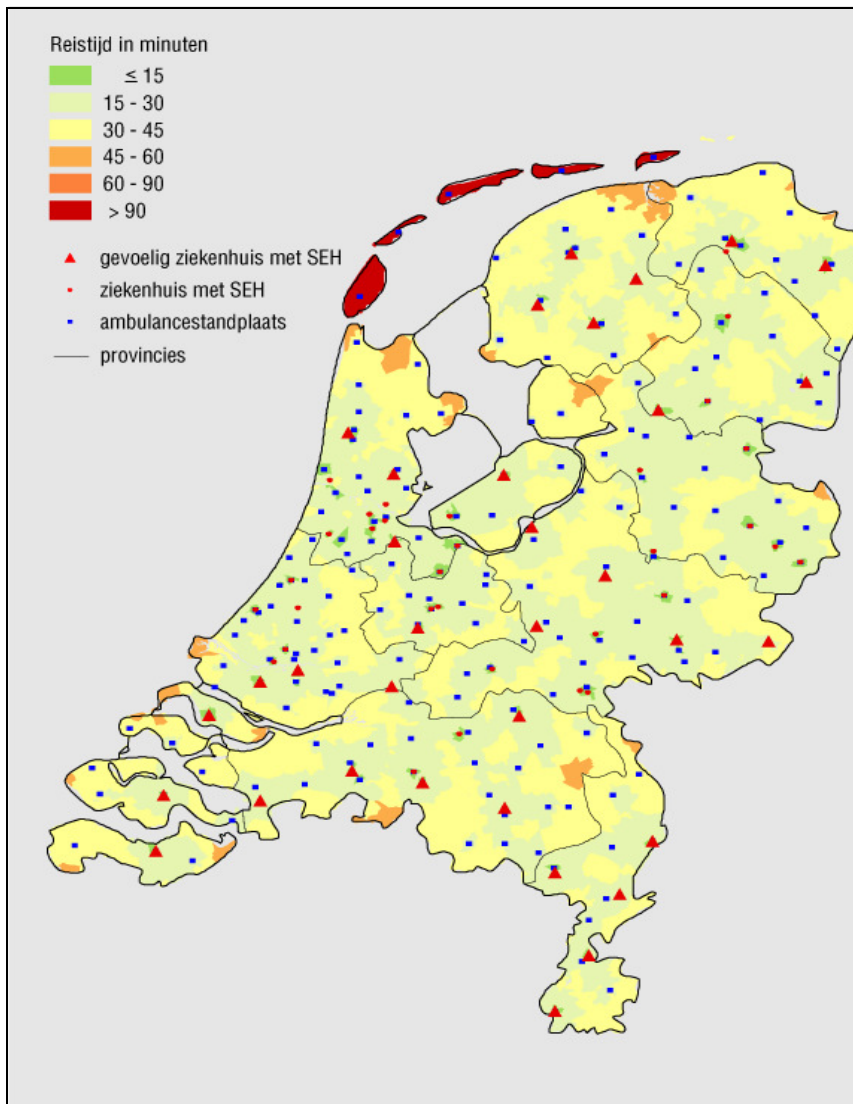 Reistijd in minuten
≤ 15
15 - 30
30 - 45
45 - 60
60 - 90
> 90
gevoelig ziekenhuis met SEH
ziekenhuis met SEH
ambulancestandplaats
provincies